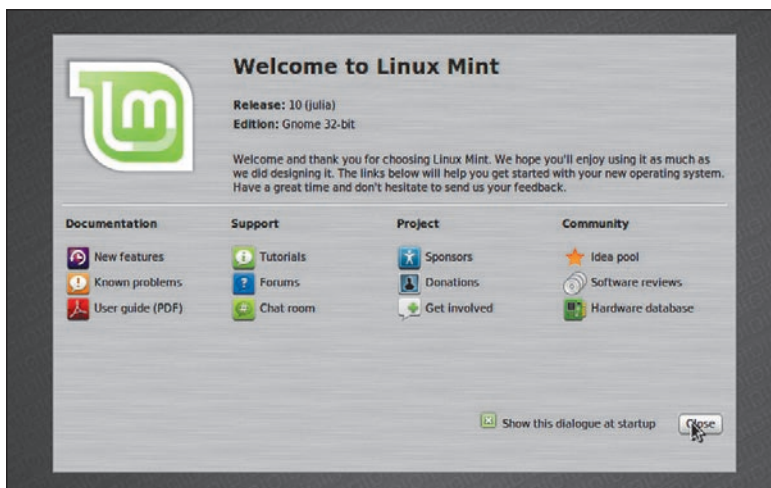 Welcome to Linux Mint
Release: 10 (julia)
Edition: Gnome 32-bit
Welcome and thank you for choosing Linux Mint. We hope you'll enjoy using it as much as
we did designing it. The links below will help you get started with your new operating system.
Have a great time and don't hesitate to send us your feedback.
Documentation
New features
Known problems
User guide (PDF)
Support
Tutorials
Forums
Chat room
Project
Sponsors
Donations
Get involved
Community
Idea pool
Software reviews
Hardware database
Show this dialogue at startup
Close